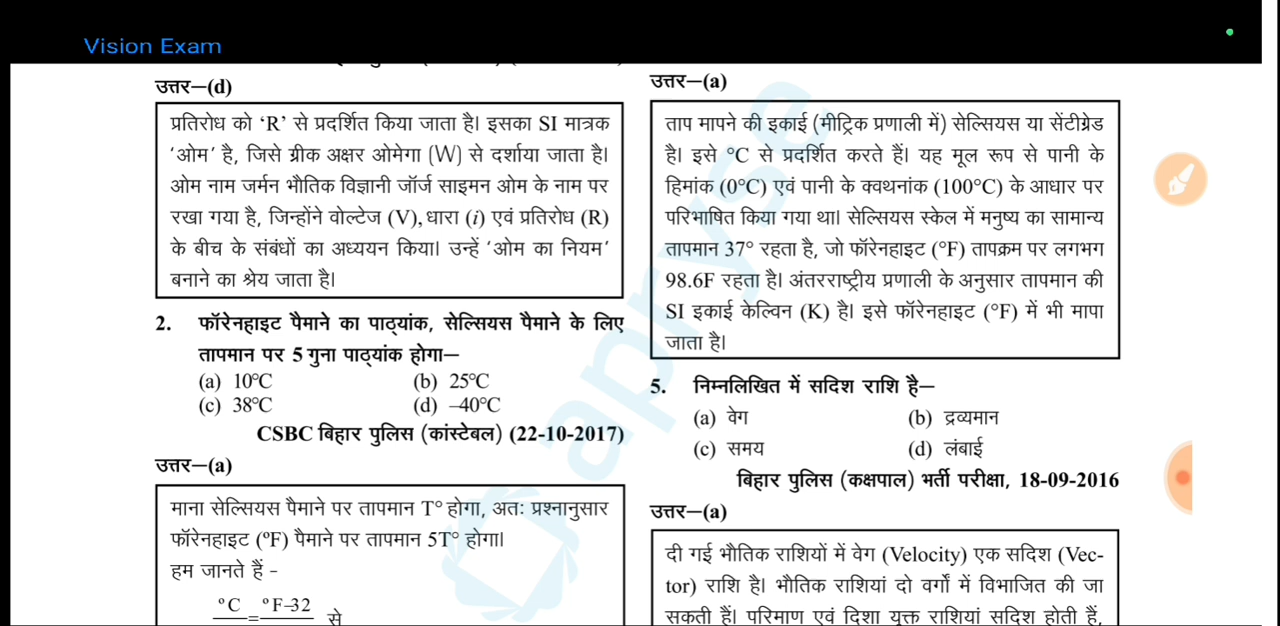 Vision Exam
उत्तर—(d)
प्रतिरोध को ‘R’ से प्रदर्शित किया जाता है। इसका SI मात्रक
‘ओम’ है, जिसे ग्रीक अक्षर ओमेगा (W) से दर्शाया जाता है।
ओम नाम जर्मन भौतिक विज्ञानी जॉर्ज साइमन ओम के नाम पर
रखा गया है, जिन्होंने वोल्टेज (V), धारा (i) एवं प्रतिरोध (R)
के बीच के संबंधों का अध्ययन किया। उन्हें ‘ओम का नियम’
बनाने का श्रेय जाता है।
2. फॉरेनहाइट पैमाने का पाठ्यांक, सेल्सियस पैमाने के लिए
तापमान पर 5 गुना पाठ्यांक होगा—
(a) 10°C (b) 25°C
(c) 38°C (d) –40°C
CSBC बिहार पुलिस (कांस्टेबल) (22-10-2017)
उत्तर—(a)
माना सेल्सियस पैमाने पर तापमान T° होगा, अतः प्रश्नानुसार
फॉरेनहाइट (°F) पैमाने पर तापमान 5T° होगा।
हम जानते हैं -
°C = °F–32 से
उत्तर—(a)
ताप मापने की इकाई (मीट्रिक प्रणाली में) सेल्सियस या सेंटीग्रेड
है। इसे °C से प्रदर्शित करते हैं। यह मूल रूप से पानी के
हिमांक (0°C) एवं पानी के क्वथनांक (100°C) के आधार पर
परिभाषित किया गया था। सेल्सियस स्केल में मनुष्य का सामान्य
तापमान 37° रहता है, जो फॉरेनहाइट (°F) तापक्रम पर लगभग
98.6F रहता है। अंतरराष्ट्रीय प्रणाली के अनुसार तापमान की
SI इकाई केल्विन (K) है। इसे फॉरेनहाइट (°F) में भी मापा
जाता है।
5. निम्नलिखित में सदिश राशि है—
(a) वेग (b) द्रव्यमान
(c) समय (d) लंबाई
बिहार पुलिस (कक्षपाल) भर्ती परीक्षा, 18-09-2016
उत्तर—(a)
दी गई भौतिक राशियों में वेग (Velocity) एक सदिश (Vec-
tor) राशि है। भौतिक राशियां दो वर्गों में विभाजित की जा
सकती हैं। परिमाण एवं दिशा युक्त राशियां सदिश होती हैं,
apryse